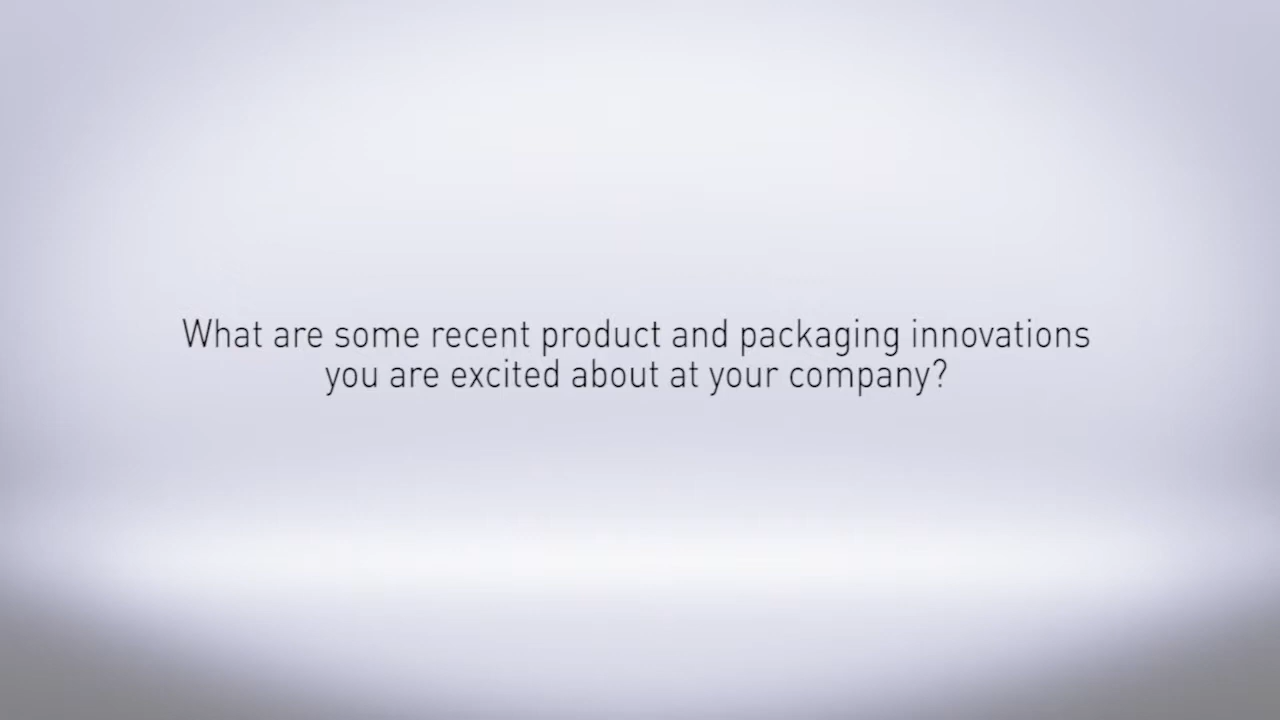 What are some recent product and packaging innovations
you are excited about at your company?